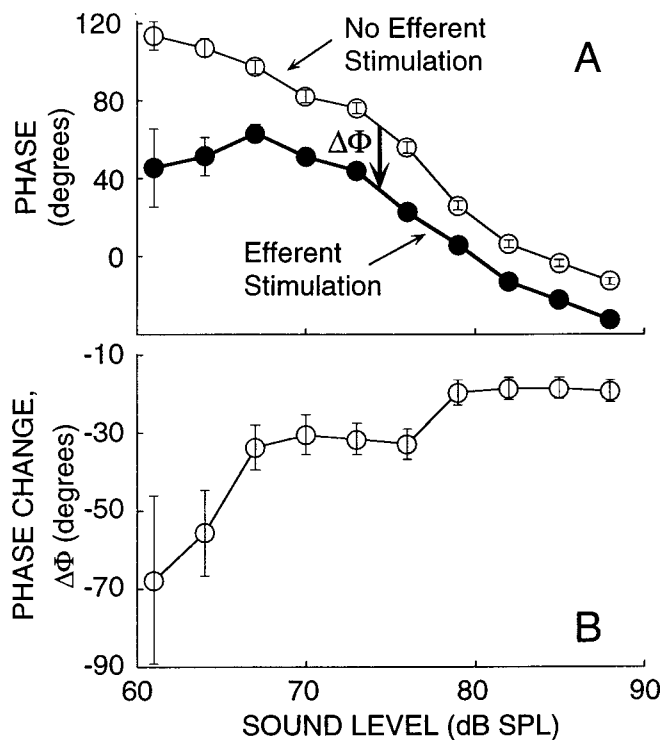 A
No Efferent
Stimulation
ΔΦ
Efferent
Stimulation
PHASE
(degrees)
120
80
40
0
B
PHASE CHANGE,
ΔΦ (degrees)
-10
-30
-50
-70
-90
60
70
80
90
SOUND LEVEL (dB SPL)